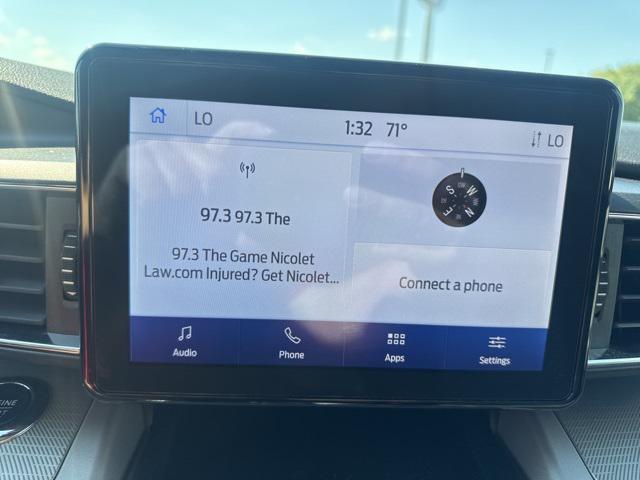 LO
1:32 71°
LO
97.3 97.3 The
97.3 The Game Nicolet
Law.com Injured? Get Nicolet...
S W N E
Connect a phone
Audio
Phone
Apps
Settings